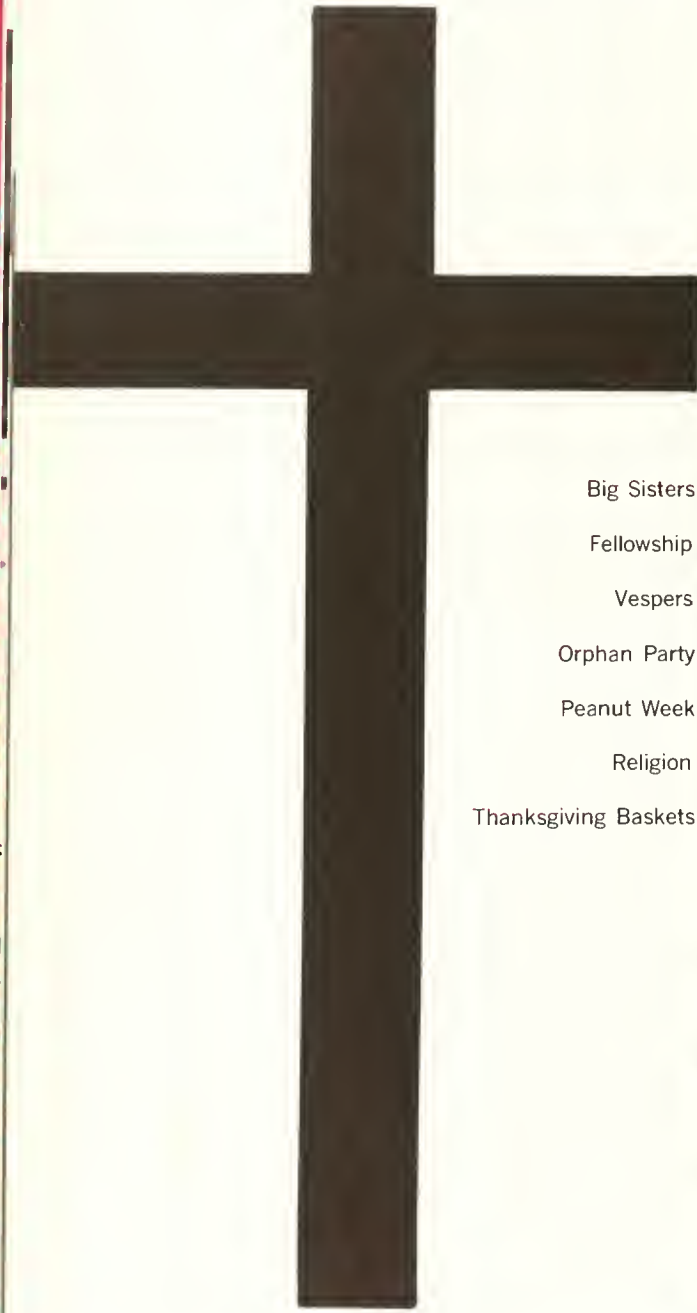 Big Sisters
Fellowship
Vespers
Orphan Party
Peanut Week
Religion
Thanksgiving Baskets